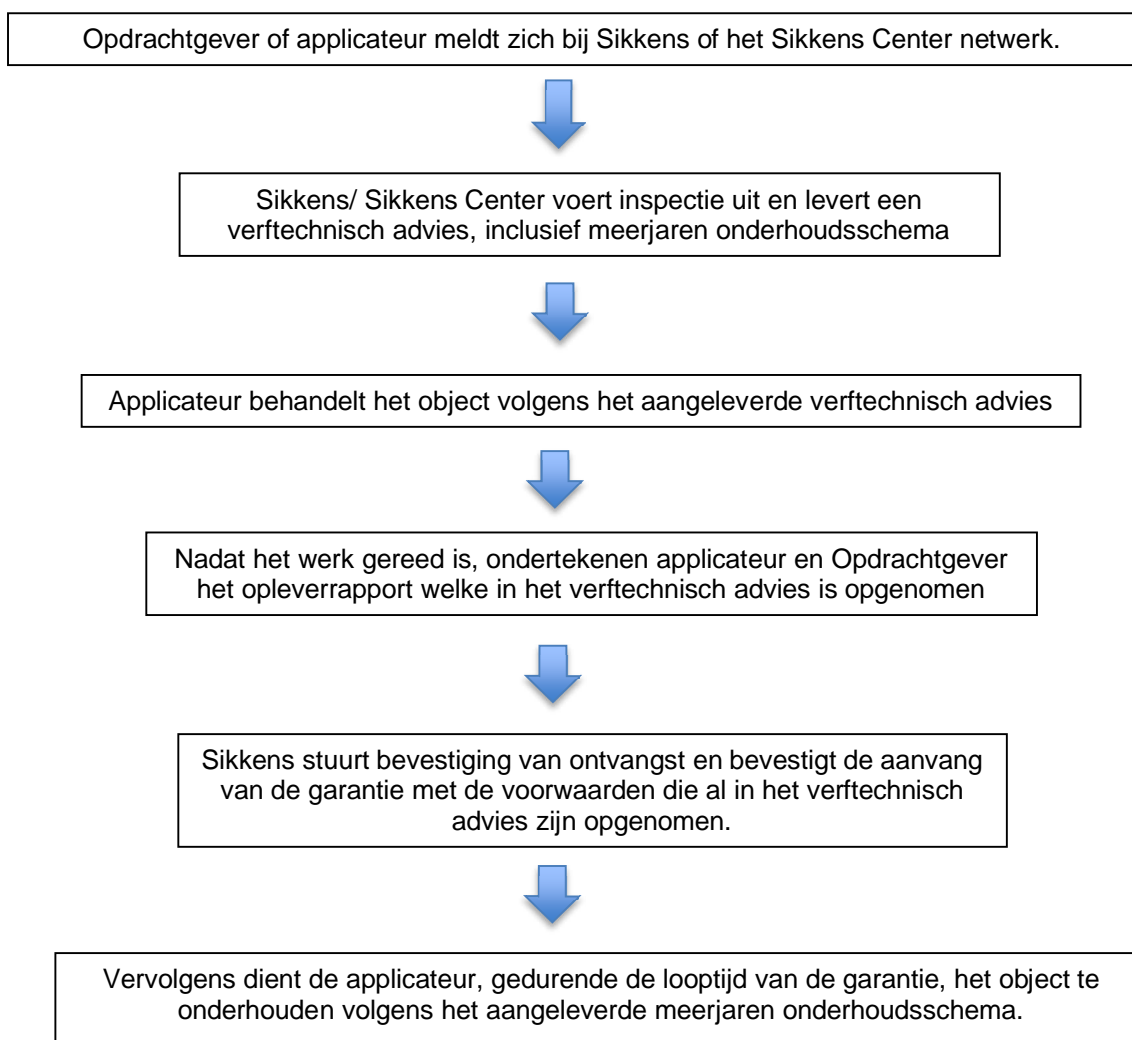 Opdrachtgever of applicateur meldt zich bij Sikkens of het Sikkens Center netwerk.
Sikkens/ Sikkens Center voert inspectie uit en levert een
verftechnisch advies, inclusief meerjaren onderhoudsschema
Applicateur behandelt het object volgens het aangeleverde verftechnisch advies
Nadat het werk gereed is, ondertekenen applicateur en Opdrachtgever
het opleverrapport welke in het verftechnisch advies is opgenomen
Sikkens stuurt bevestiging van ontvangst en bevestigt de aanvang
van de garantie met de voorwaarden die al in het verftechnisch
advies zijn opgenomen.
Vervolgens dient de applicateur, gedurende de looptijd van de garantie, het object te
onderhouden volgens het aangeleverde meerjaren onderhoudsschema.